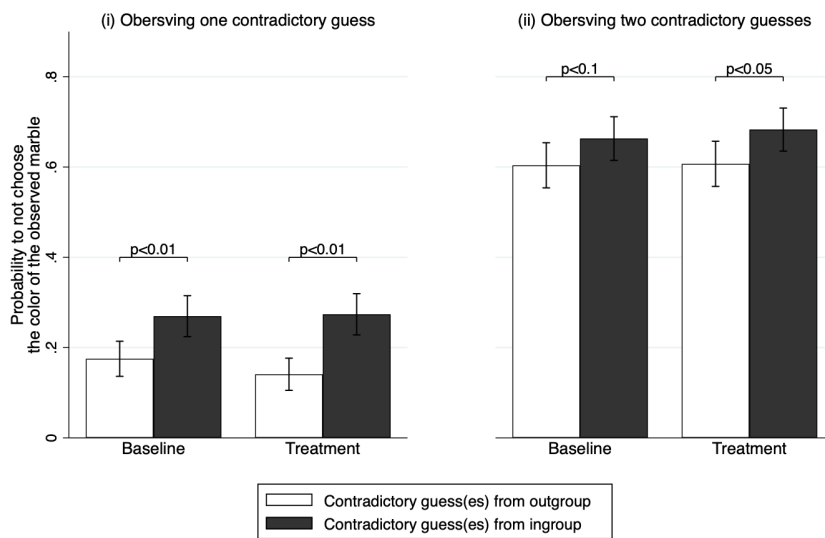 (i) Obersving one contradictory guess
(ii) Obersving two contradictory guesses
Probability to not choose
the color of the observed marble
.8
.6
.4
.2
0
p<0.01
p<0.01
p<0.1
p<0.05
Baseline
Treatment
Baseline
Treatment
Contradictory guess(es) from outgroup
Contradictory guess(es) from ingroup